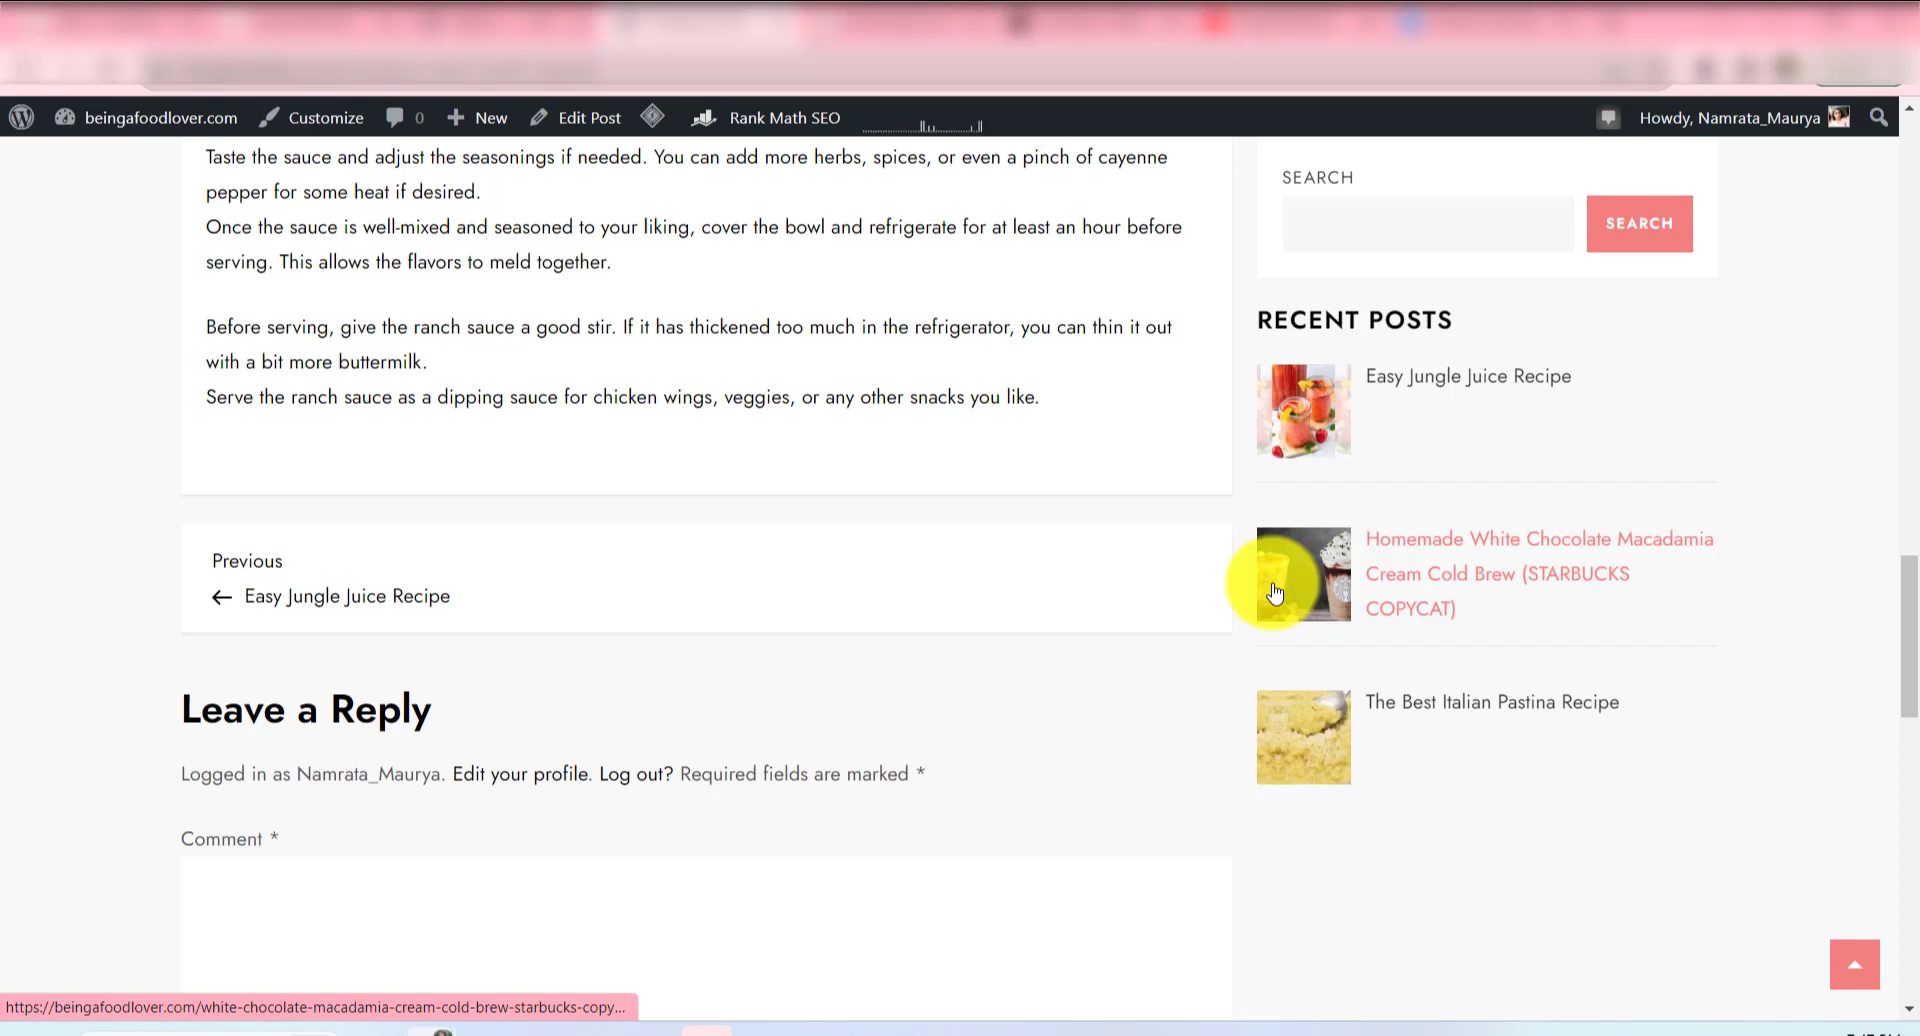 beingafoodlover.com Customize 0 New Edit Post Rank Math SEO Howdy, Namrata_Maurya
Taste the sauce and adjust the seasonings if needed. You can add more herbs, spices, or even a pinch of cayenne
pepper for some heat if desired.
Once the sauce is well-mixed and seasoned to your liking, cover the bowl and refrigerate for at least an hour before
serving. This allows the flavors to meld together.
Before serving, give the ranch sauce a good stir. If it has thickened too much in the refrigerator, you can thin it out
with a bit more buttermilk.
Serve the ranch sauce as a dipping sauce for chicken wings, veggies, or any other snacks you like.
Previous
← Easy Jungle Juice Recipe
Leave a Reply
Logged in as Namrata_Maurya. Edit your profile. Log out? Required fields are marked *
Comment *
SEARCH
SEARCH
RECENT POSTS
Easy Jungle Juice Recipe
Homemade White Chocolate Macadamia
Cream Cold Brew (STARBUCKS
COPYCAT)
The Best Italian Pastina Recipe
https://beingafoodlover.com/white-chocolate-macadamia-cream-cold-brew-starbucks-copy...